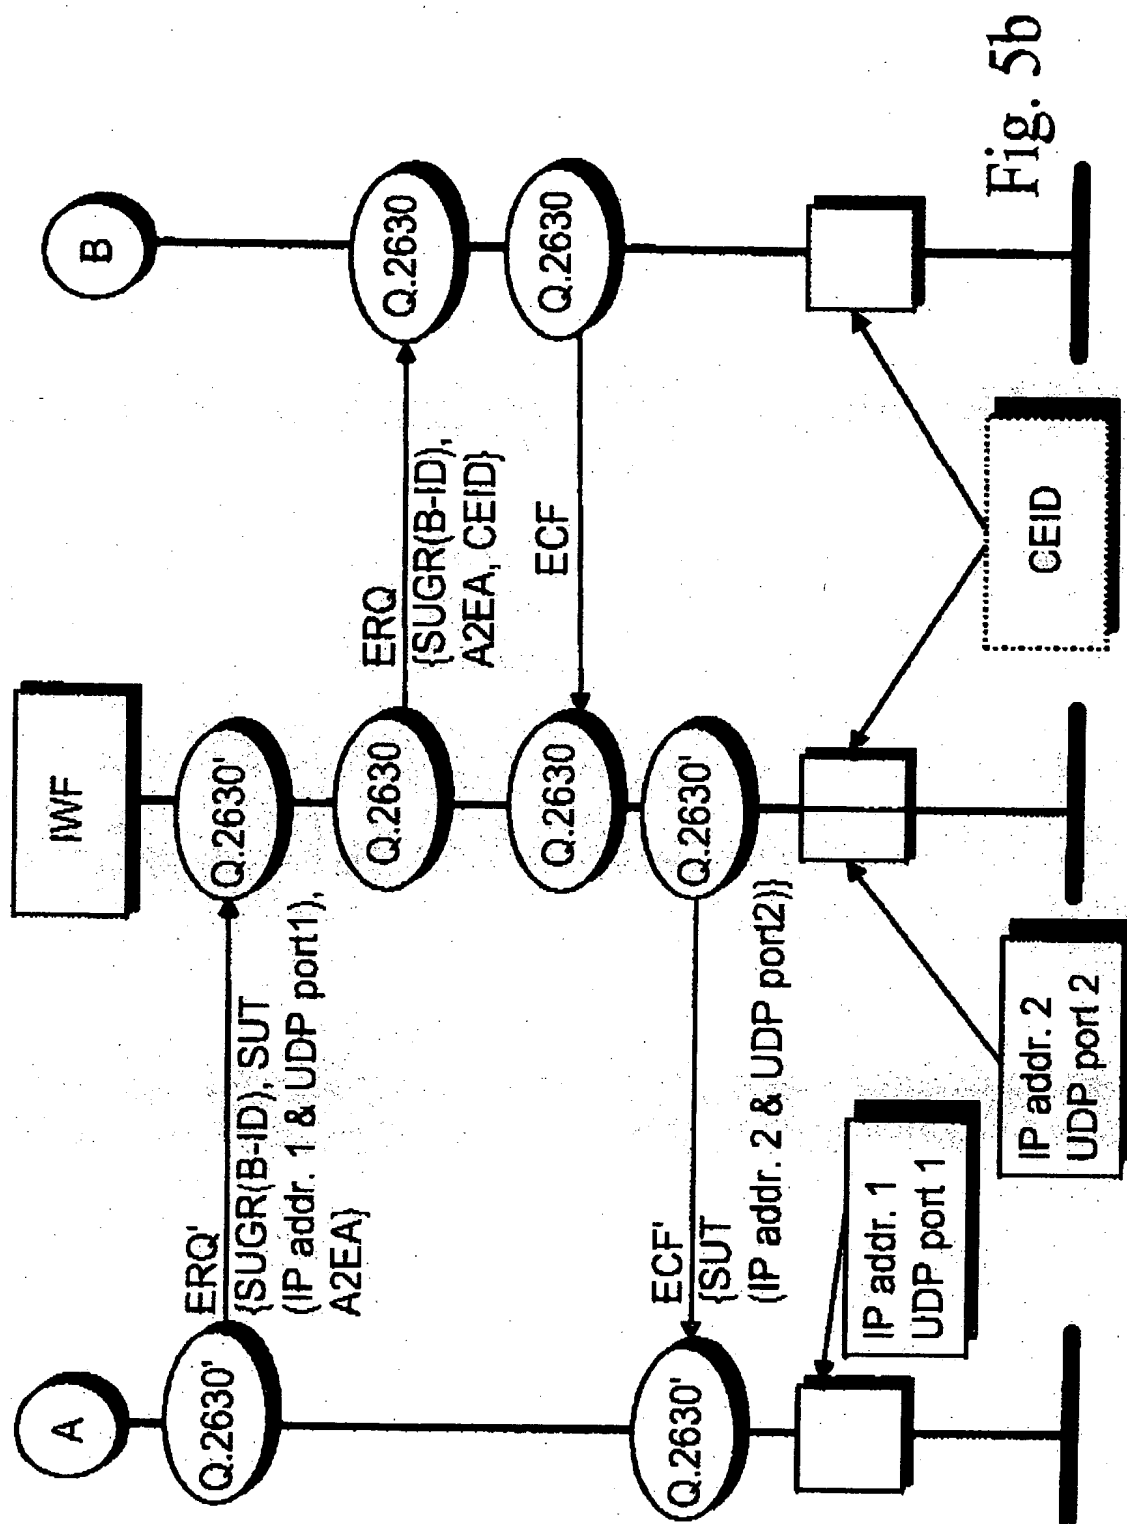 A
IWF
B
Q.2630'
ERQ'
{SUGR(B-ID), SUT
(IP addr. 1 & UDP port1),
A2EA}
Q.2630'
Q.2630
ERQ
{SUGR(B-ID),
A2EA, CEID}
Q.2630
Q.2630
ECF
Q.2630
Q.2630'
ECF'
{SUT
(IP addr. 2 & UDP port2)}
Q.2630'
IP addr. 1
UDP port 1
IP addr. 2
UDP port 2
CEID
Fig. 5b